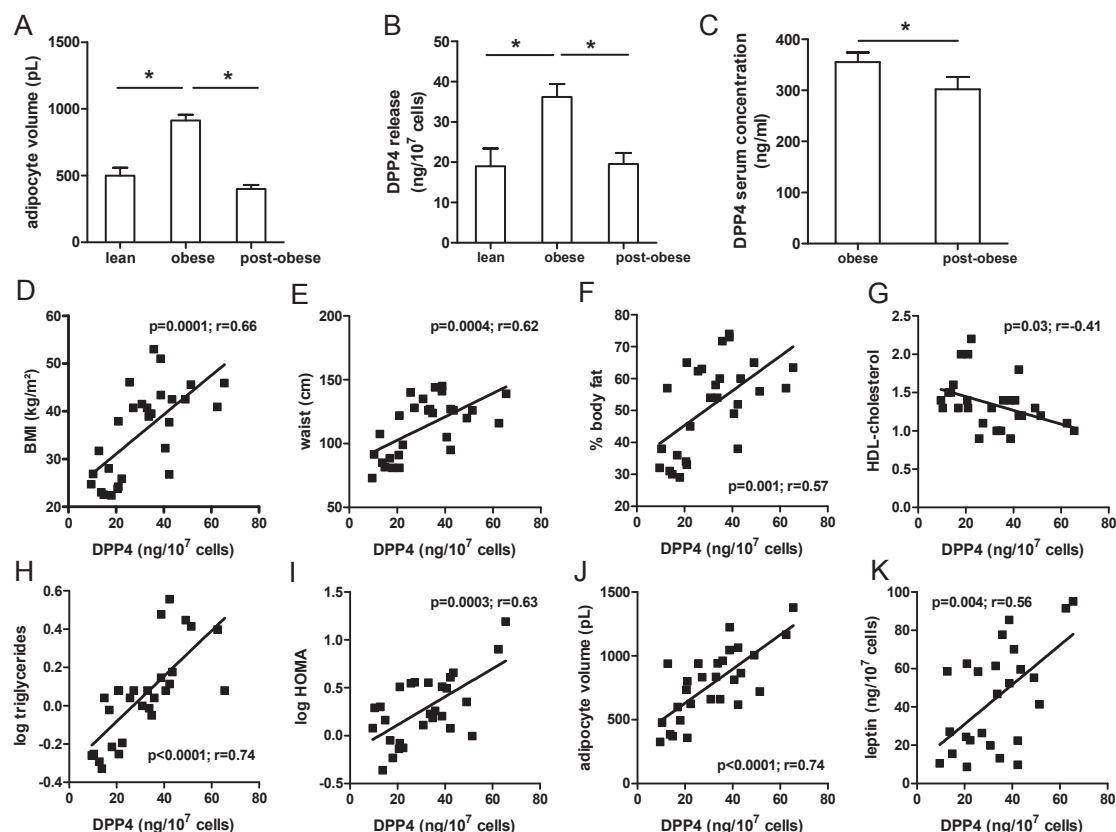 A
B
C
adipocyte volume (pL)
1500
1000
500
0
*
*
lean
obese
post-obese
DPP4 release
(ng/10⁷ cells)
50
40
30
20
10
0
*
*
lean
obese
post-obese
DPP4 serum concentration
(ng/ml)
400
300
200
100
0
*
obese
post-obese
D
E
F
G
BMI (kg/m²)
60
50
40
30
20
p=0.0001; r=0.66
0
20
40
60
80
DPP4 (ng/10⁷ cells)
waist (cm)
200
150
100
50
p=0.0004; r=0.62
0
20
40
60
80
DPP4 (ng/10⁷ cells)
% body fat
80
70
60
50
40
30
20
p=0.001; r=0.57
0
20
40
60
80
DPP4 (ng/10⁷ cells)
HDL-cholesterol
2.5
2.0
1.5
1.0
0.5
0.0
p=0.03; r=-0.41
0
20
40
60
80
DPP4 (ng/10⁷ cells)
H
I
J
K
log triglycerides
0.6
0.4
0.2
0.0
-0.2
-0.4
p<0.0001; r=0.74
0
20
40
60
80
DPP4 (ng/10⁷ cells)
log HOMA
1.5
1.0
0.5
0.0
-0.5
p=0.0003; r=0.63
0
20
40
60
80
DPP4 (ng/10⁷ cells)
adipocyte volume (pL)
1500
1000
500
0
p<0.0001; r=0.74
0
20
40
60
80
DPP4 (ng/10⁷ cells)
leptin (ng/10⁷ cells)
100
80
60
40
20
0
p=0.004; r=0.56
0
20
40
60
80
DPP4 (ng/10⁷ cells)